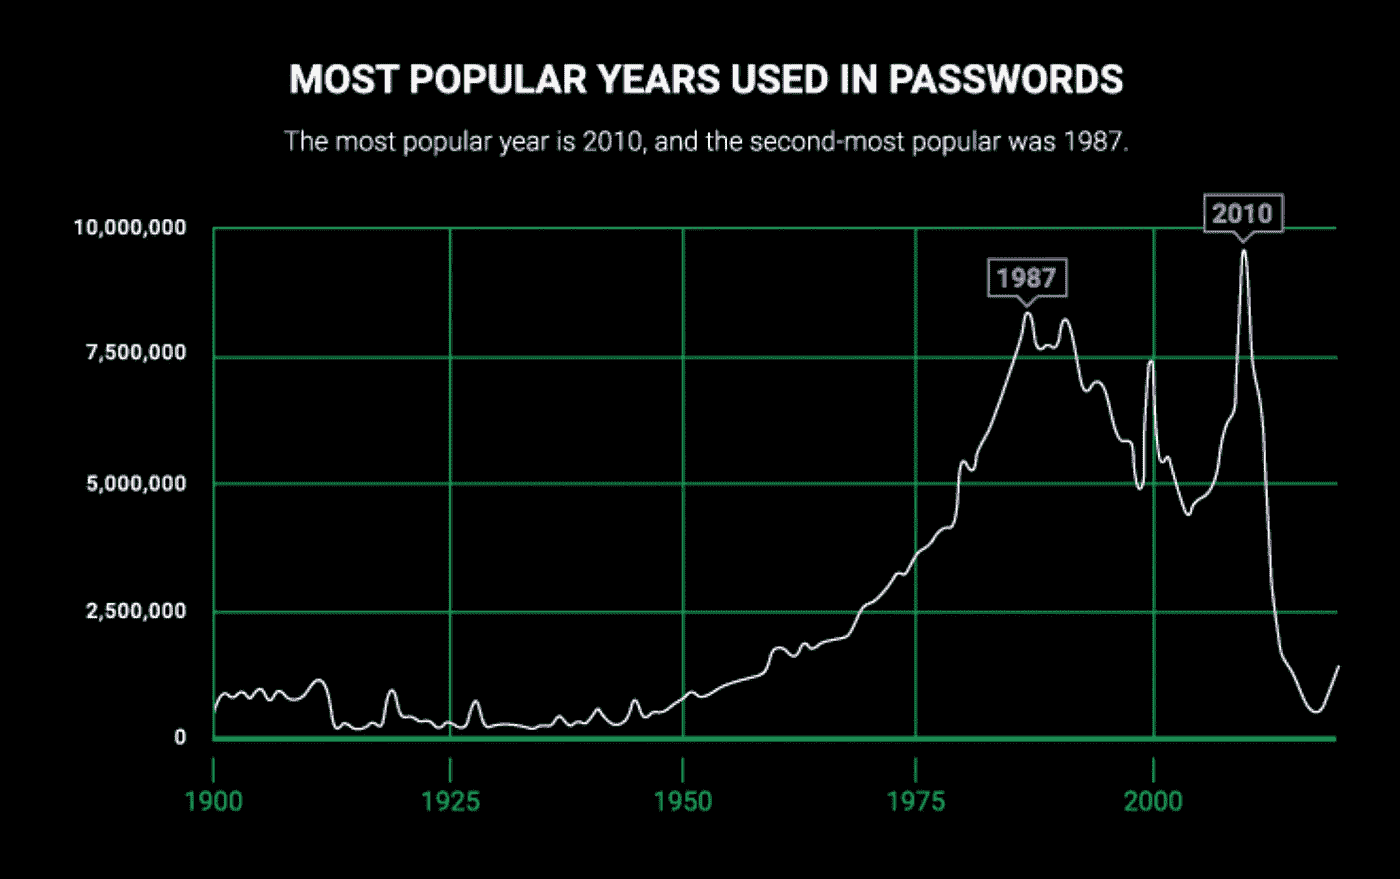 MOST POPULAR YEARS USED IN PASSWORDS
The most popular year is 2010, and the second-most popular was 1987.
2010
10,000,000
1987
7,500,000
5,000,000
2,500,000
0
1900 1925 1950 1975 2000